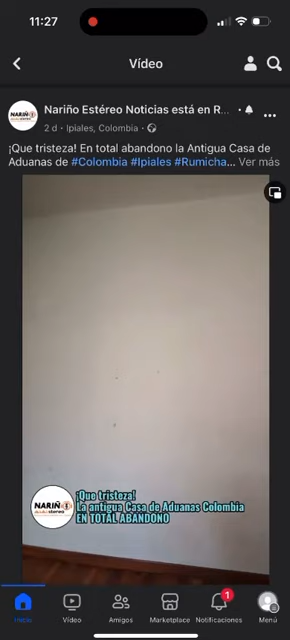 11:27
Vídeo
Nariño Estéreo Noticias está en R...
2 d · Ipiales, Colombia ·
¡Que tristeza! En total abandono la Antigua Casa de
Aduanas de #Colombia #Ipiales #Rumicha... Ver más
NARIÑ
estéreo
¡Que tristeza!
La antigua Casa de Aduanas Colombia
EN TOTAL ABANDONO
1
Inicio
Vídeo
Amigos
Marketplace
Notificaciones
Menú